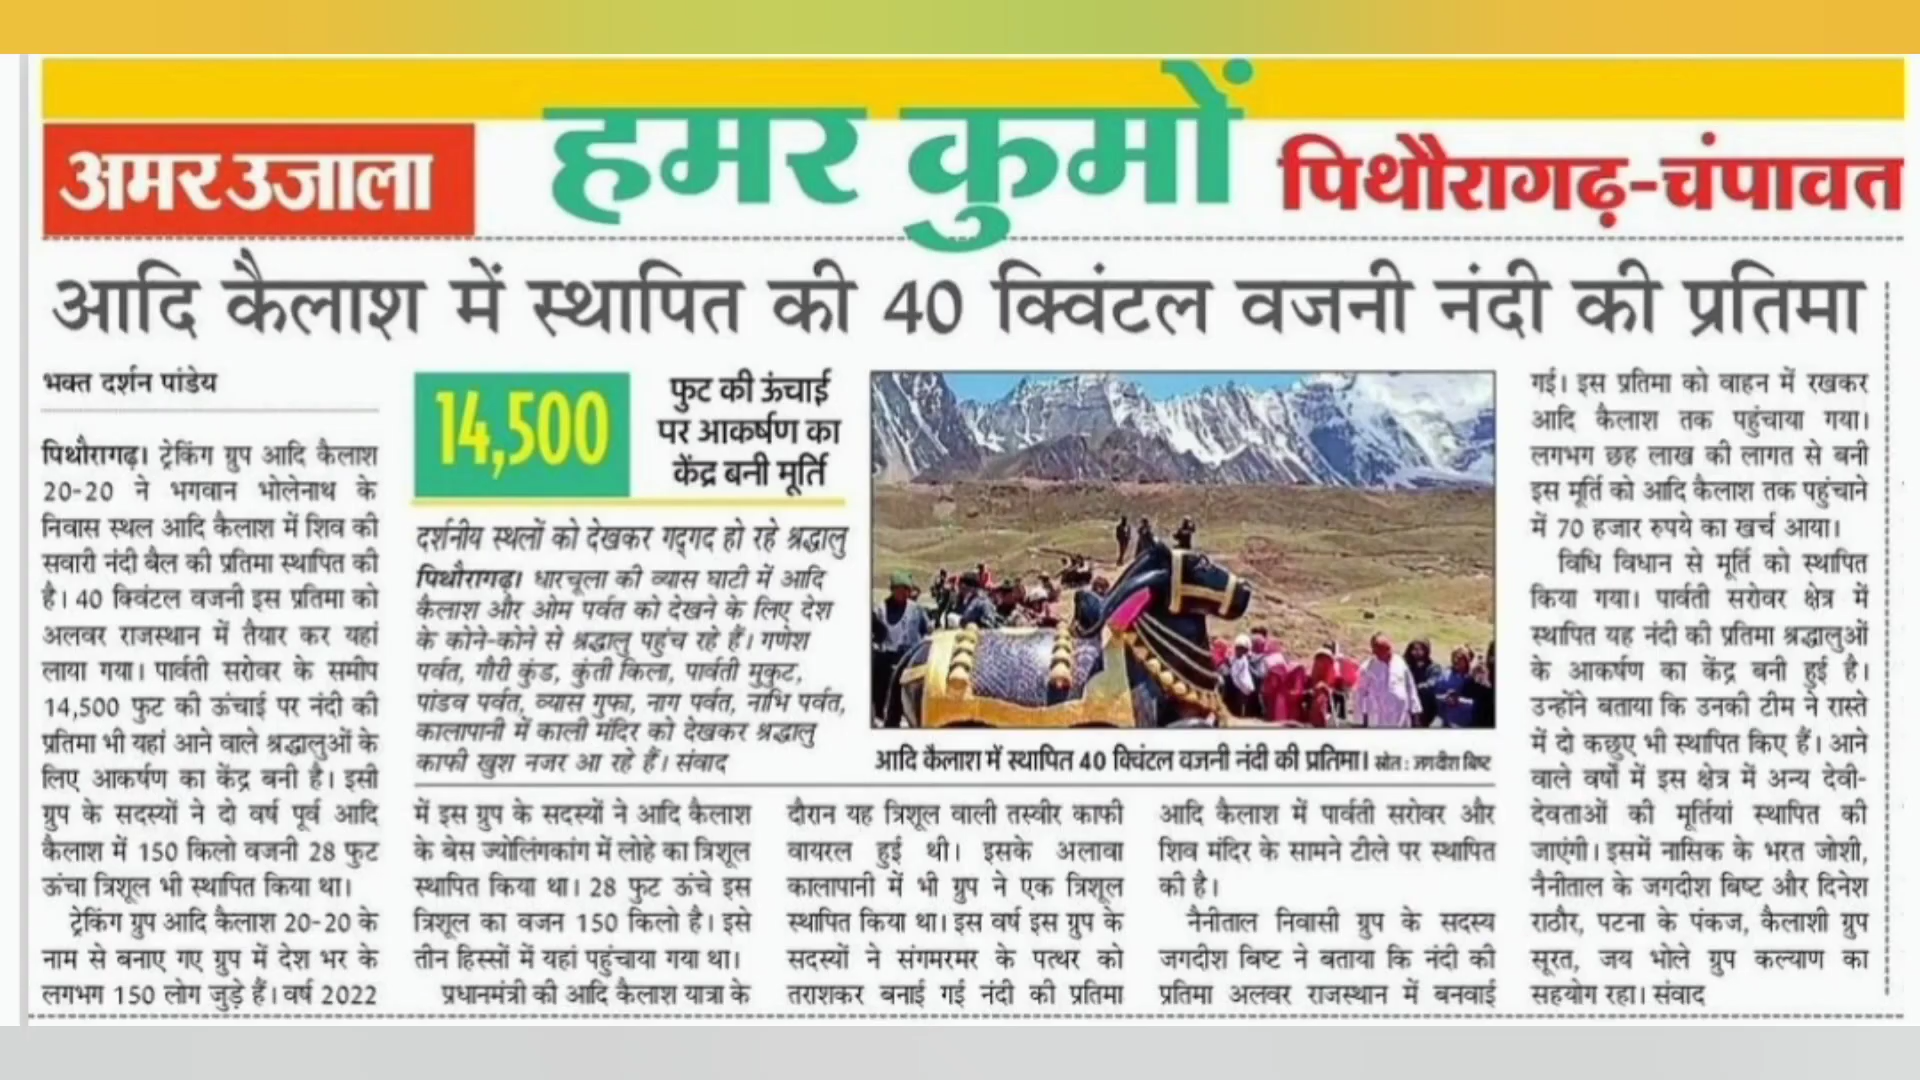 अमर उजाला
हमर कुमों
पिथौरागढ़-चंपावत
आदि कैलाश में स्थापित की 40 क्विंटल वजनी नंदी की प्रतिमा
भक्त दर्शन पांडेय
पिथौरागढ़। ट्रेकिंग ग्रुप आदि कैलाश
20-20 ने भगवान भोलेनाथ के
निवास स्थल आदि कैलाश में शिव की
सवारी नंदी बैल की प्रतिमा स्थापित की
है। 40 क्विंटल वजनी इस प्रतिमा को
अलवर राजस्थान में तैयार कर यहां
लाया गया। पार्वती सरोवर के समीप
14,500 फुट की ऊंचाई पर नंदी की
प्रतिमा भी यहां आने वाले श्रद्धालुओं के
लिए आकर्षण का केंद्र बनी है। इसी
ग्रुप के सदस्यों ने दो वर्ष पूर्व आदि
कैलाश में 150 किलो वजनी 28 फुट
ऊंचा त्रिशूल भी स्थापित किया था।
ट्रेकिंग ग्रुप आदि कैलाश 20-20 के
नाम से बनाए गए ग्रुप में देश भर के
लगभग 150 लोग जुड़े हैं। वर्ष 2022
14,500
फुट की ऊंचाई
पर आकर्षण का
केंद्र बनी मूर्ति
दर्शनीय स्थलों को देखकर गद्गद हो रहे श्रद्धालु
पिथौरागढ़। धारचूला की व्यास घाटी में आदि
कैलाश और ओम पर्वत को देखने के लिए देश
के कोने-कोने से श्रद्धालु पहुंच रहे हैं। गणेश
पर्वत, गौरी कुंड, कुंती किला, पार्वती मुकुट,
पांडव पर्वत, व्यास गुफा, नाग पर्वत, नाभि पर्वत,
कालापानी में काली मंदिर को देखकर श्रद्धालु
काफी खुश नजर आ रहे हैं। संवाद
आदि कैलाश में स्थापित 40 क्विंटल वजनी नंदी की प्रतिमा। स्रोत : जगदीश बिष्ट
में इस ग्रुप के सदस्यों ने आदि कैलाश
के बेस ज्योलिंगकांग में लोहे का त्रिशूल
स्थापित किया था। 28 फुट ऊंचे इस
त्रिशूल का वजन 150 किलो है। इसे
तीन हिस्सों में यहां पहुंचाया गया था।
प्रधानमंत्री की आदि कैलाश यात्रा के
दौरान यह त्रिशूल वाली तस्वीर काफी
वायरल हुई थी। इसके अलावा
कालापानी में भी ग्रुप ने एक त्रिशूल
स्थापित किया था। इस वर्ष इस ग्रुप के
सदस्यों ने संगमरमर के पत्थर को
तराशकर बनाई गई नंदी की प्रतिमा
आदि कैलाश में पार्वती सरोवर और
शिव मंदिर के सामने टीले पर स्थापित
की है।
नैनीताल निवासी ग्रुप के सदस्य
जगदीश बिष्ट ने बताया कि नंदी की
प्रतिमा अलवर राजस्थान में बनवाई
गई। इस प्रतिमा को वाहन में रखकर
आदि कैलाश तक पहुंचाया गया।
लगभग छह लाख की लागत से बनी
इस मूर्ति को आदि कैलाश तक पहुंचाने
में 70 हजार रुपये का खर्च आया।
विधि विधान से मूर्ति को स्थापित
किया गया। पार्वती सरोवर क्षेत्र में
स्थापित यह नंदी की प्रतिमा श्रद्धालुओं
के आकर्षण का केंद्र बनी हुई है।
उन्होंने बताया कि उनकी टीम ने रास्ते
में दो कछुए भी स्थापित किए हैं। आने
वाले वर्षों में इस क्षेत्र में अन्य देवी-
देवताओं की मूर्तियां स्थापित की
जाएंगी। इसमें नासिक के भरत जोशी,
नैनीताल के जगदीश बिष्ट और दिनेश
राठौर, पटना के पंकज, कैलाशी ग्रुप
सूरत, जय भोले ग्रुप कल्याण का
सहयोग रहा। संवाद